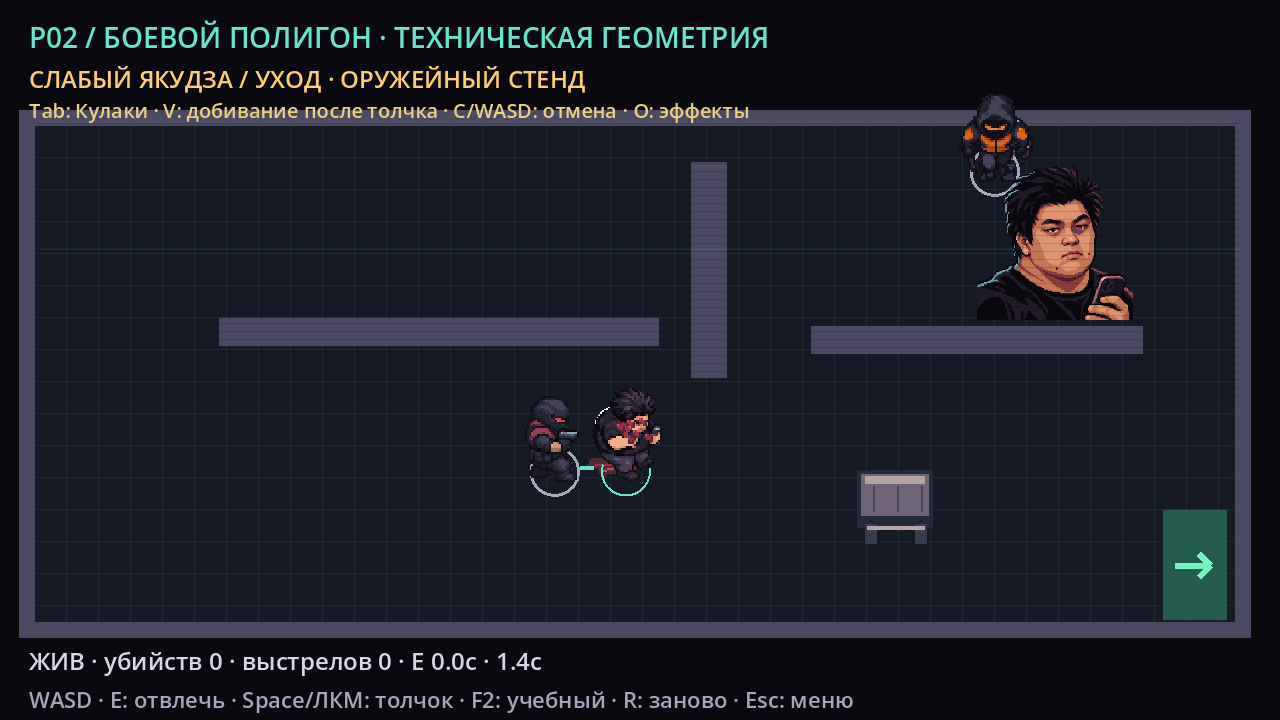 P02 / БОЕВОЙ ПОЛИГОН · ТЕХНИЧЕСКАЯ ГЕОМЕТРИЯ
СЛАБЫЙ ЯКУДЗА / УХОД · ОРУЖЕЙНЫЙ СТЕНД
Tab: Кулаки · V: добивание после толчка · C/WASD: отмена · O: эффекты
ЖИВ · убийств 0 · выстрелов 0 · E 0.0с · 1.4с
WASD · E: отвлечь · Space/ЛКМ: толчок · F2: учебный · R: заново · Esc: меню